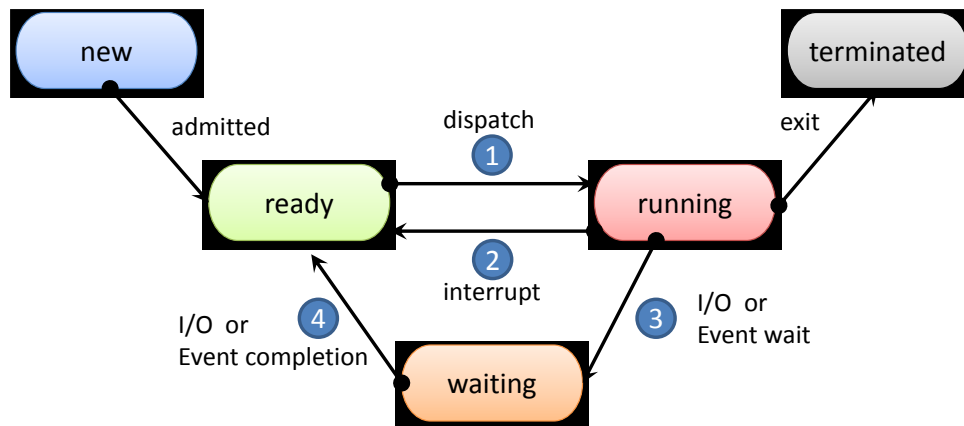 new
terminated
admitted
dispatch
exit
1
ready
running
2
interrupt
I/O or
Event completion
4
3
I/O or
Event wait
waiting